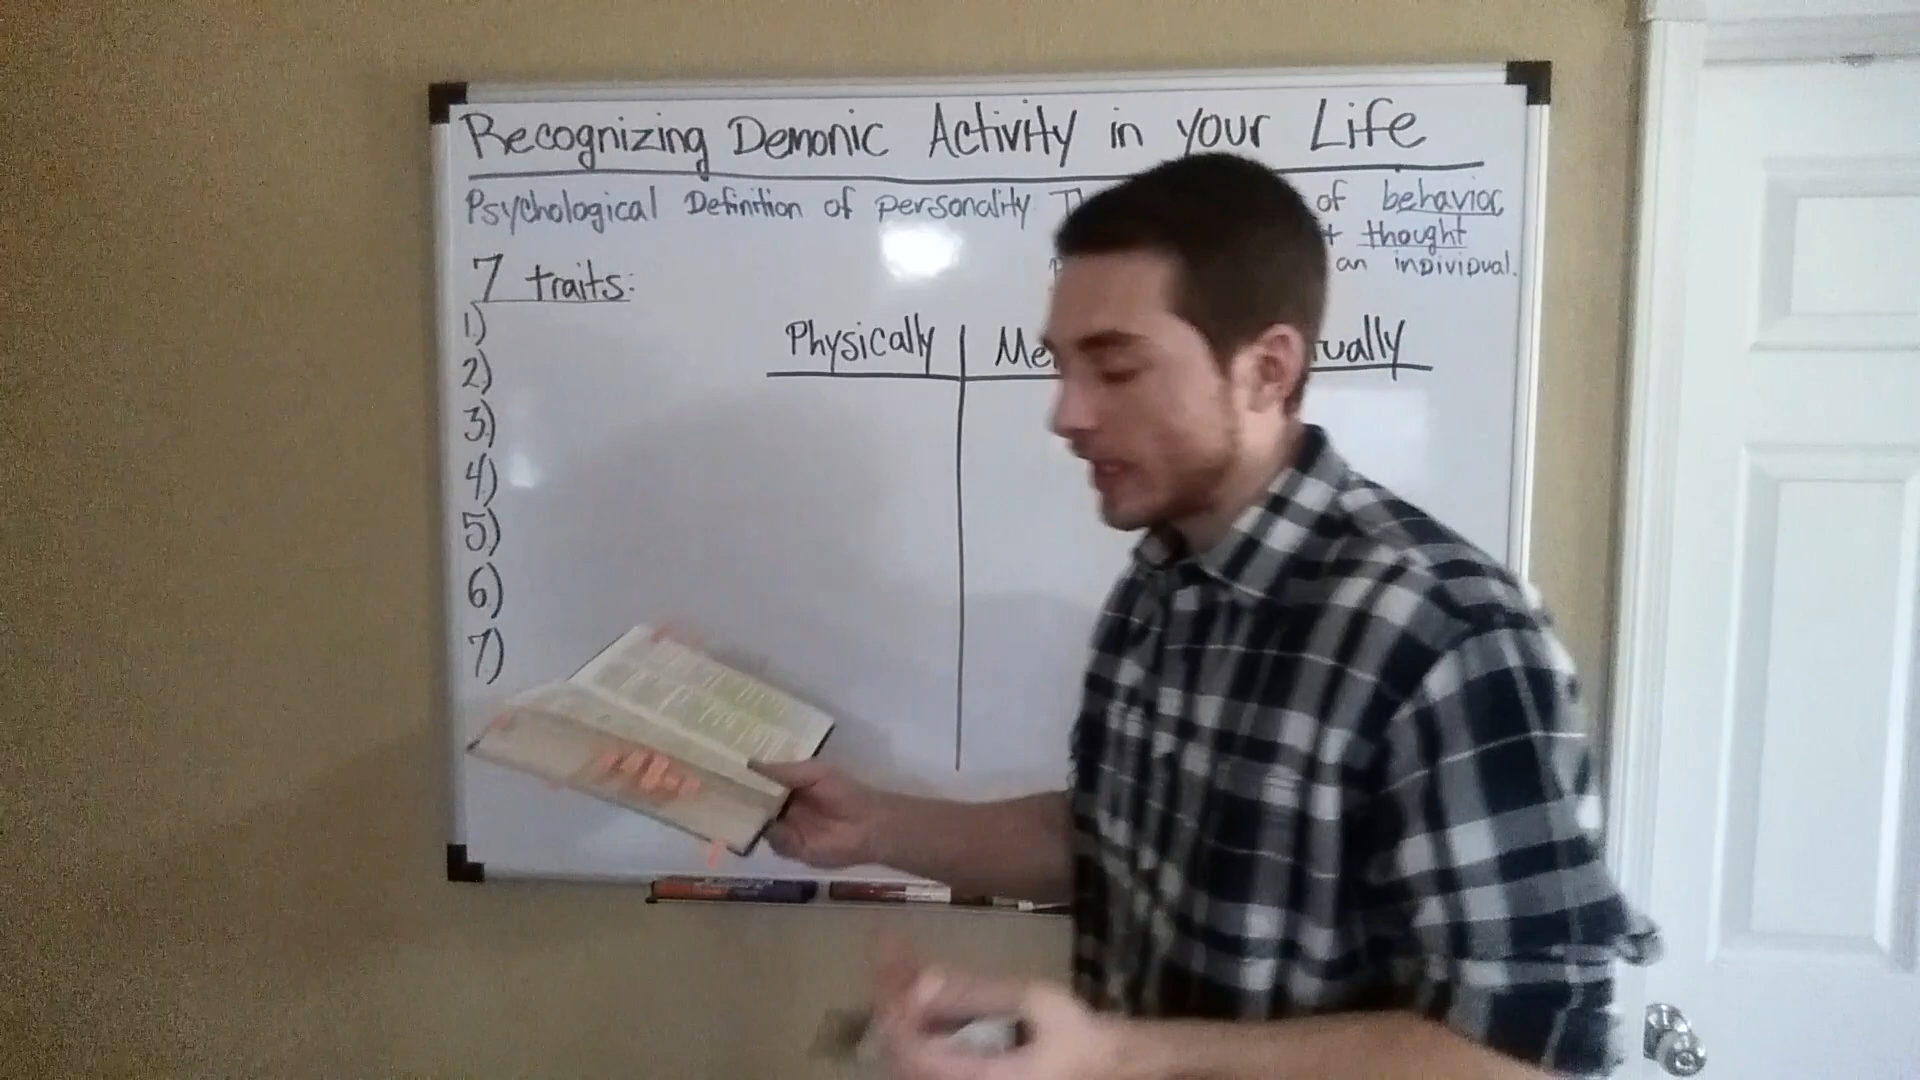 Recognizing Demonic Activity in your Life
Psychological Definition of personality of behavior,
thought
an individual.
7 traits:
Physically
1)
2)
3)
4)
5)
6)
7)